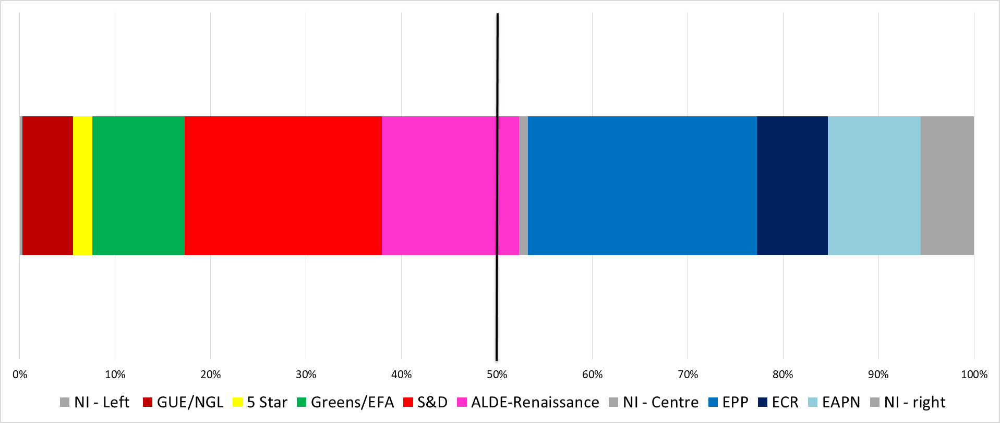 0% 10% 20% 30% 40% 50% 60% 70% 80% 90% 100%
NI - Left GUE/NGL 5 Star Greens/EFA S&D ALDE-Renaissance NI - Centre EPP ECR EAPN NI - right